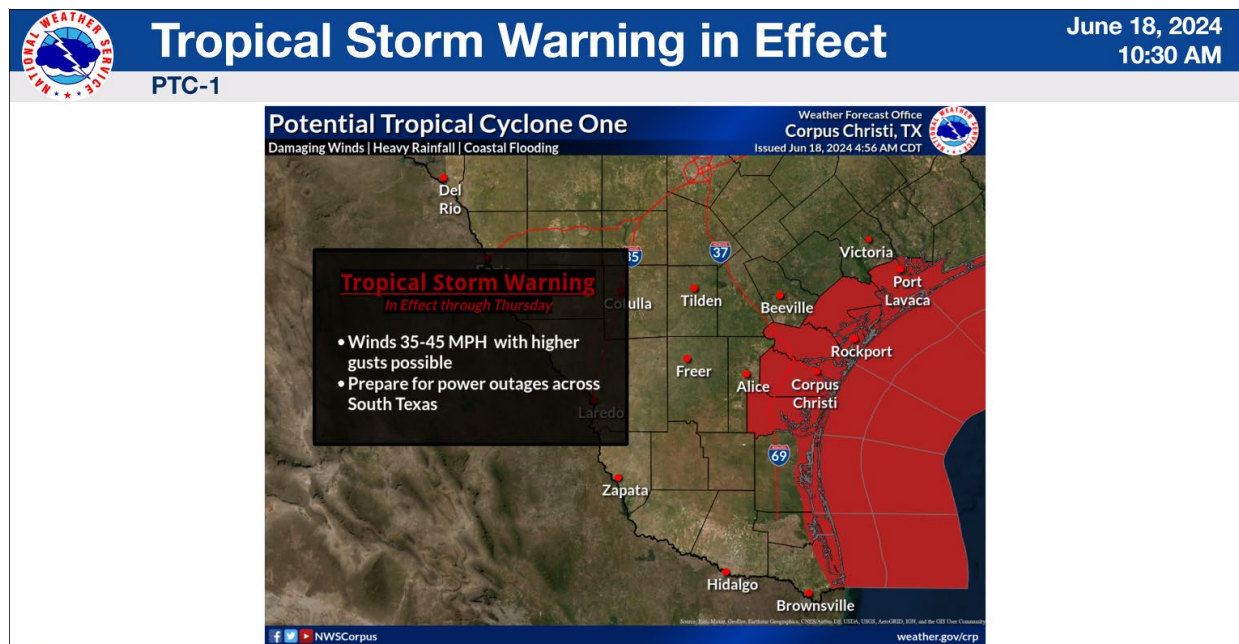 NATIONAL WEATHER SERVICE
Tropical Storm Warning in Effect
June 18, 2024
10:30 AM
PTC-1
Potential Tropical Cyclone One
Damaging Winds | Heavy Rainfall | Coastal Flooding
Weather Forecast Office
Corpus Christi, TX
Issued Jun 18, 2024 4:56 AM CDT
Del
Rio
35
37
Victoria
Port
Lavaca
Tropical Storm Warning
In Effect through Thursday
Cotulla
Tilden
Beeville
• Winds 35-45 MPH with higher
gusts possible
• Prepare for power outages across
South Texas
Rockport
Freer
Alice
Corpus
Christi
Laredo
69
Zapata
Hidalgo
Brownsville
NWSCorpus
weather.gov/crp